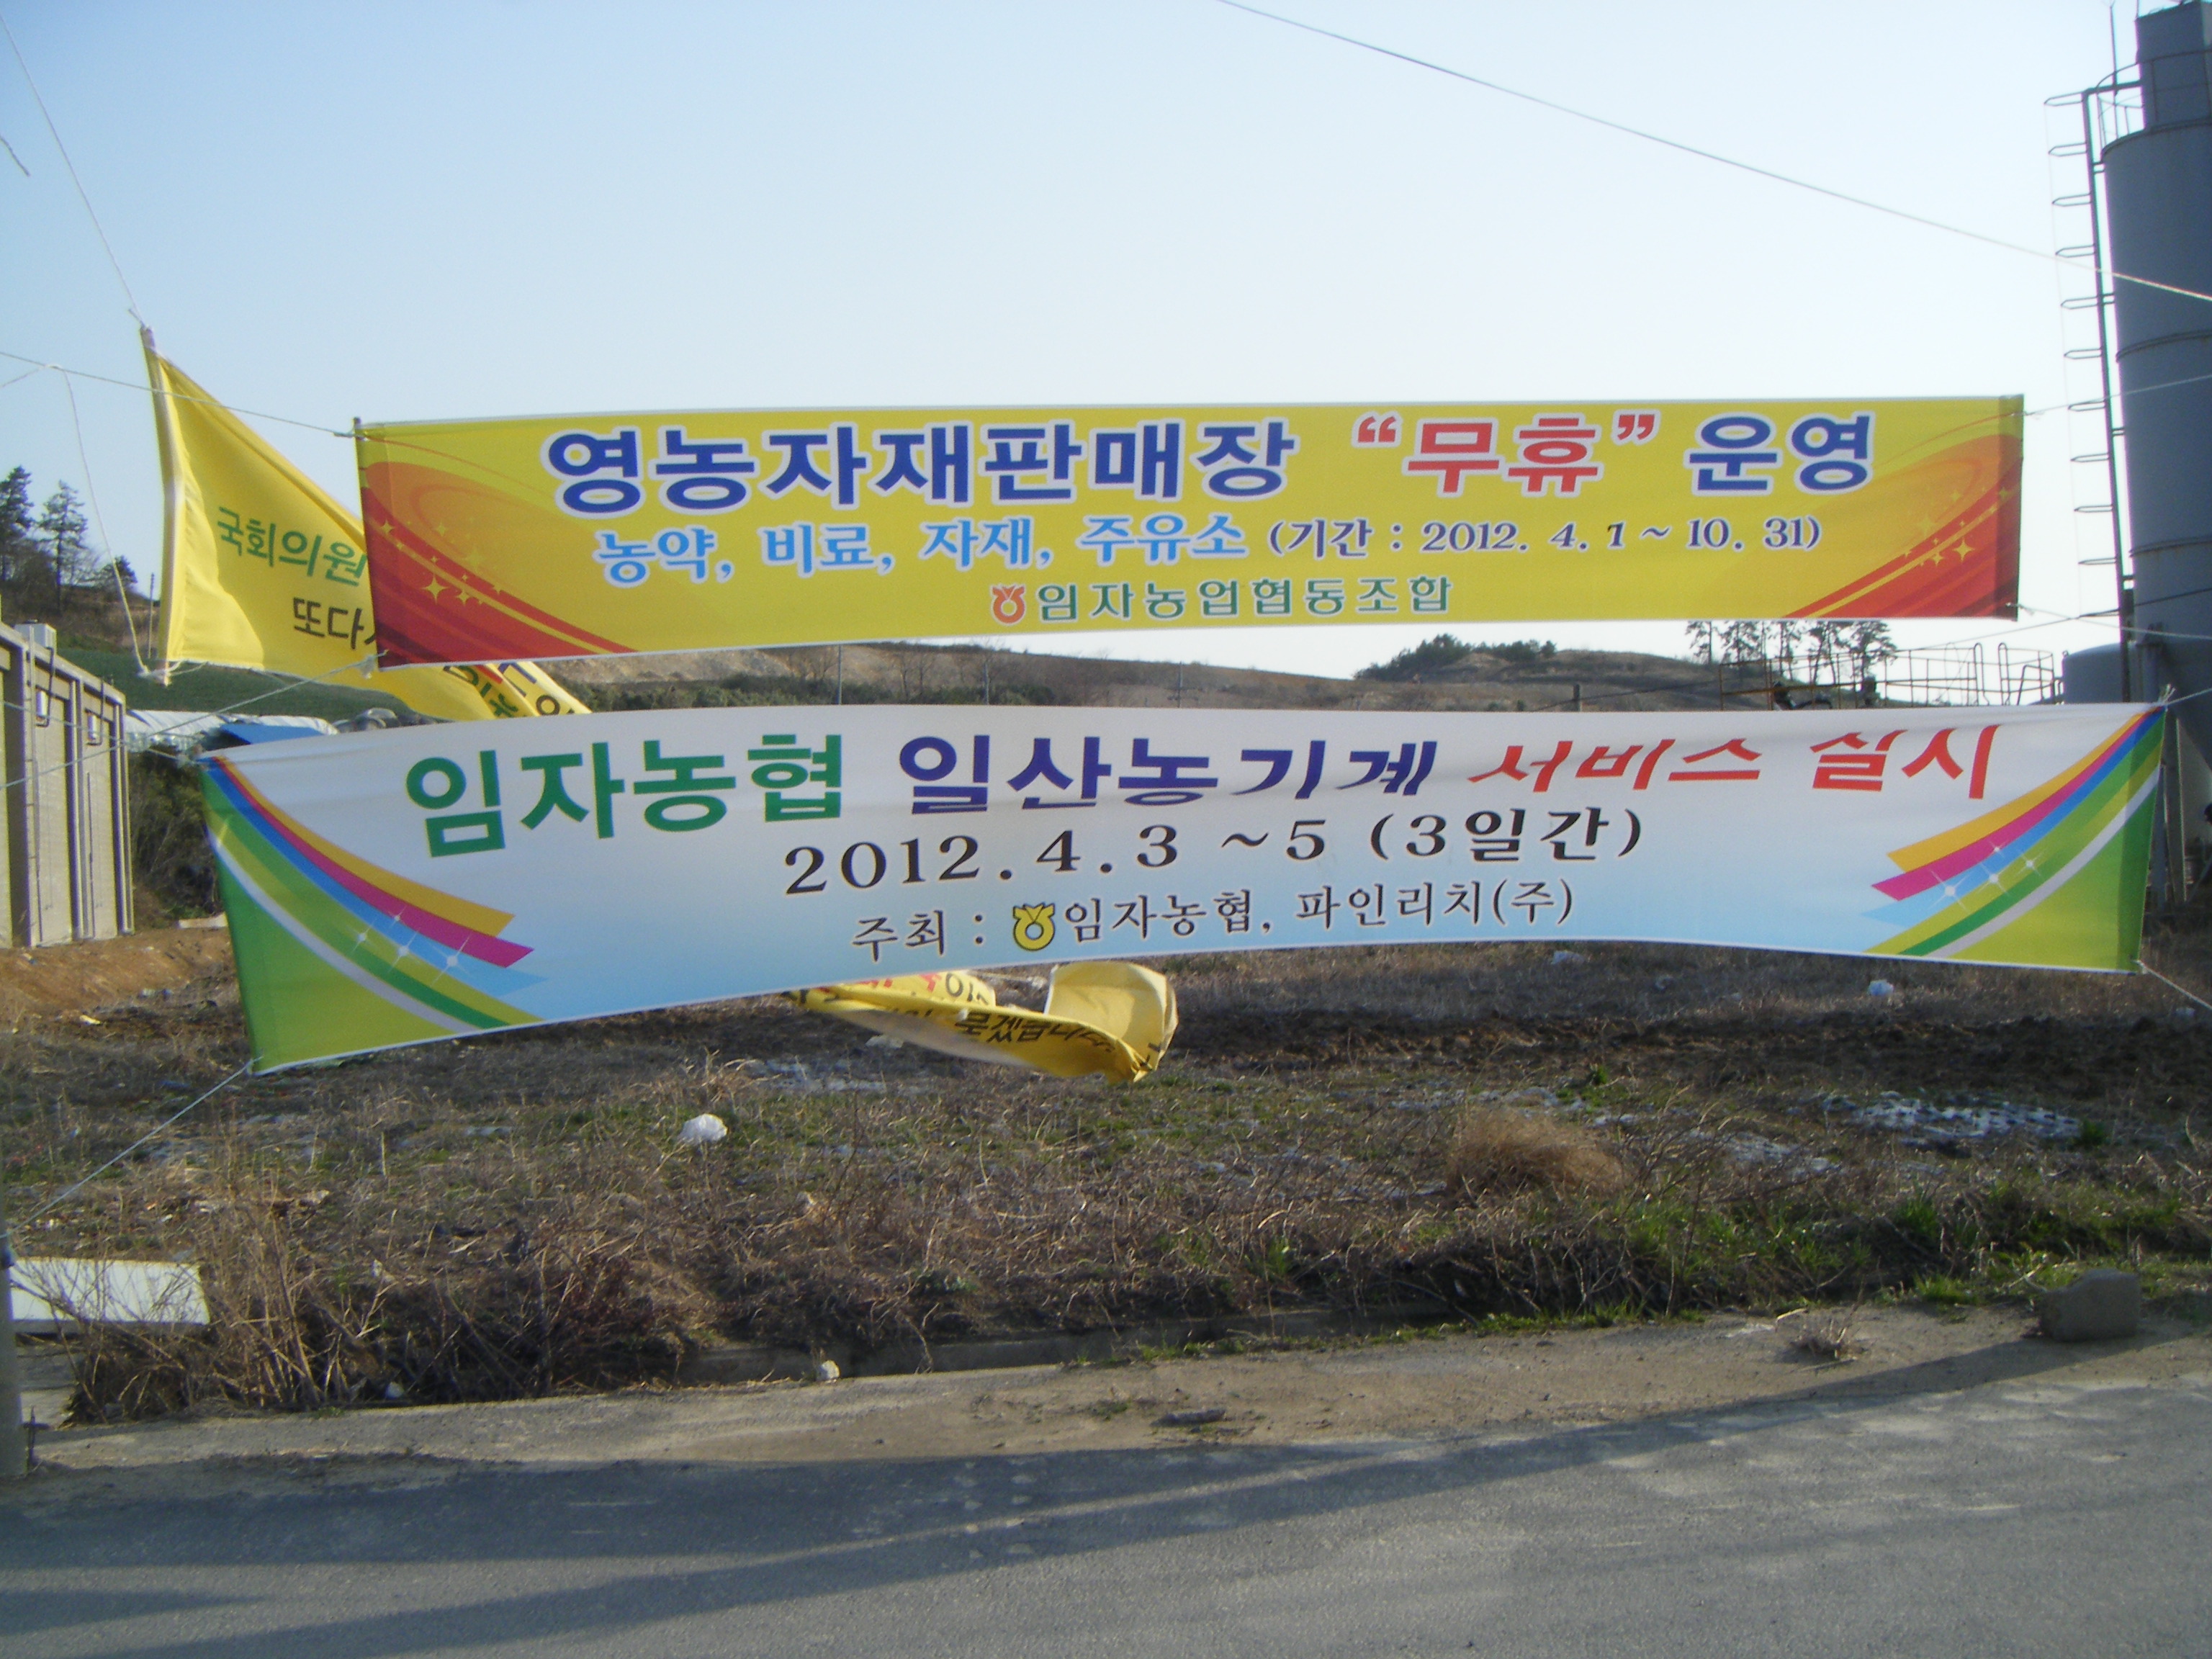 영농자재판매장 “무휴” 운영
농약, 비료, 자재, 주유소 (기간 : 2012. 4. 1 ~ 10. 31)
임자농업협동조합
국회의원
또다시
임자농협 일산농기계 서비스 실시
2012. 4. 3 ~ 5 (3일간)
주최 : 임자농협, 파인리치(주)